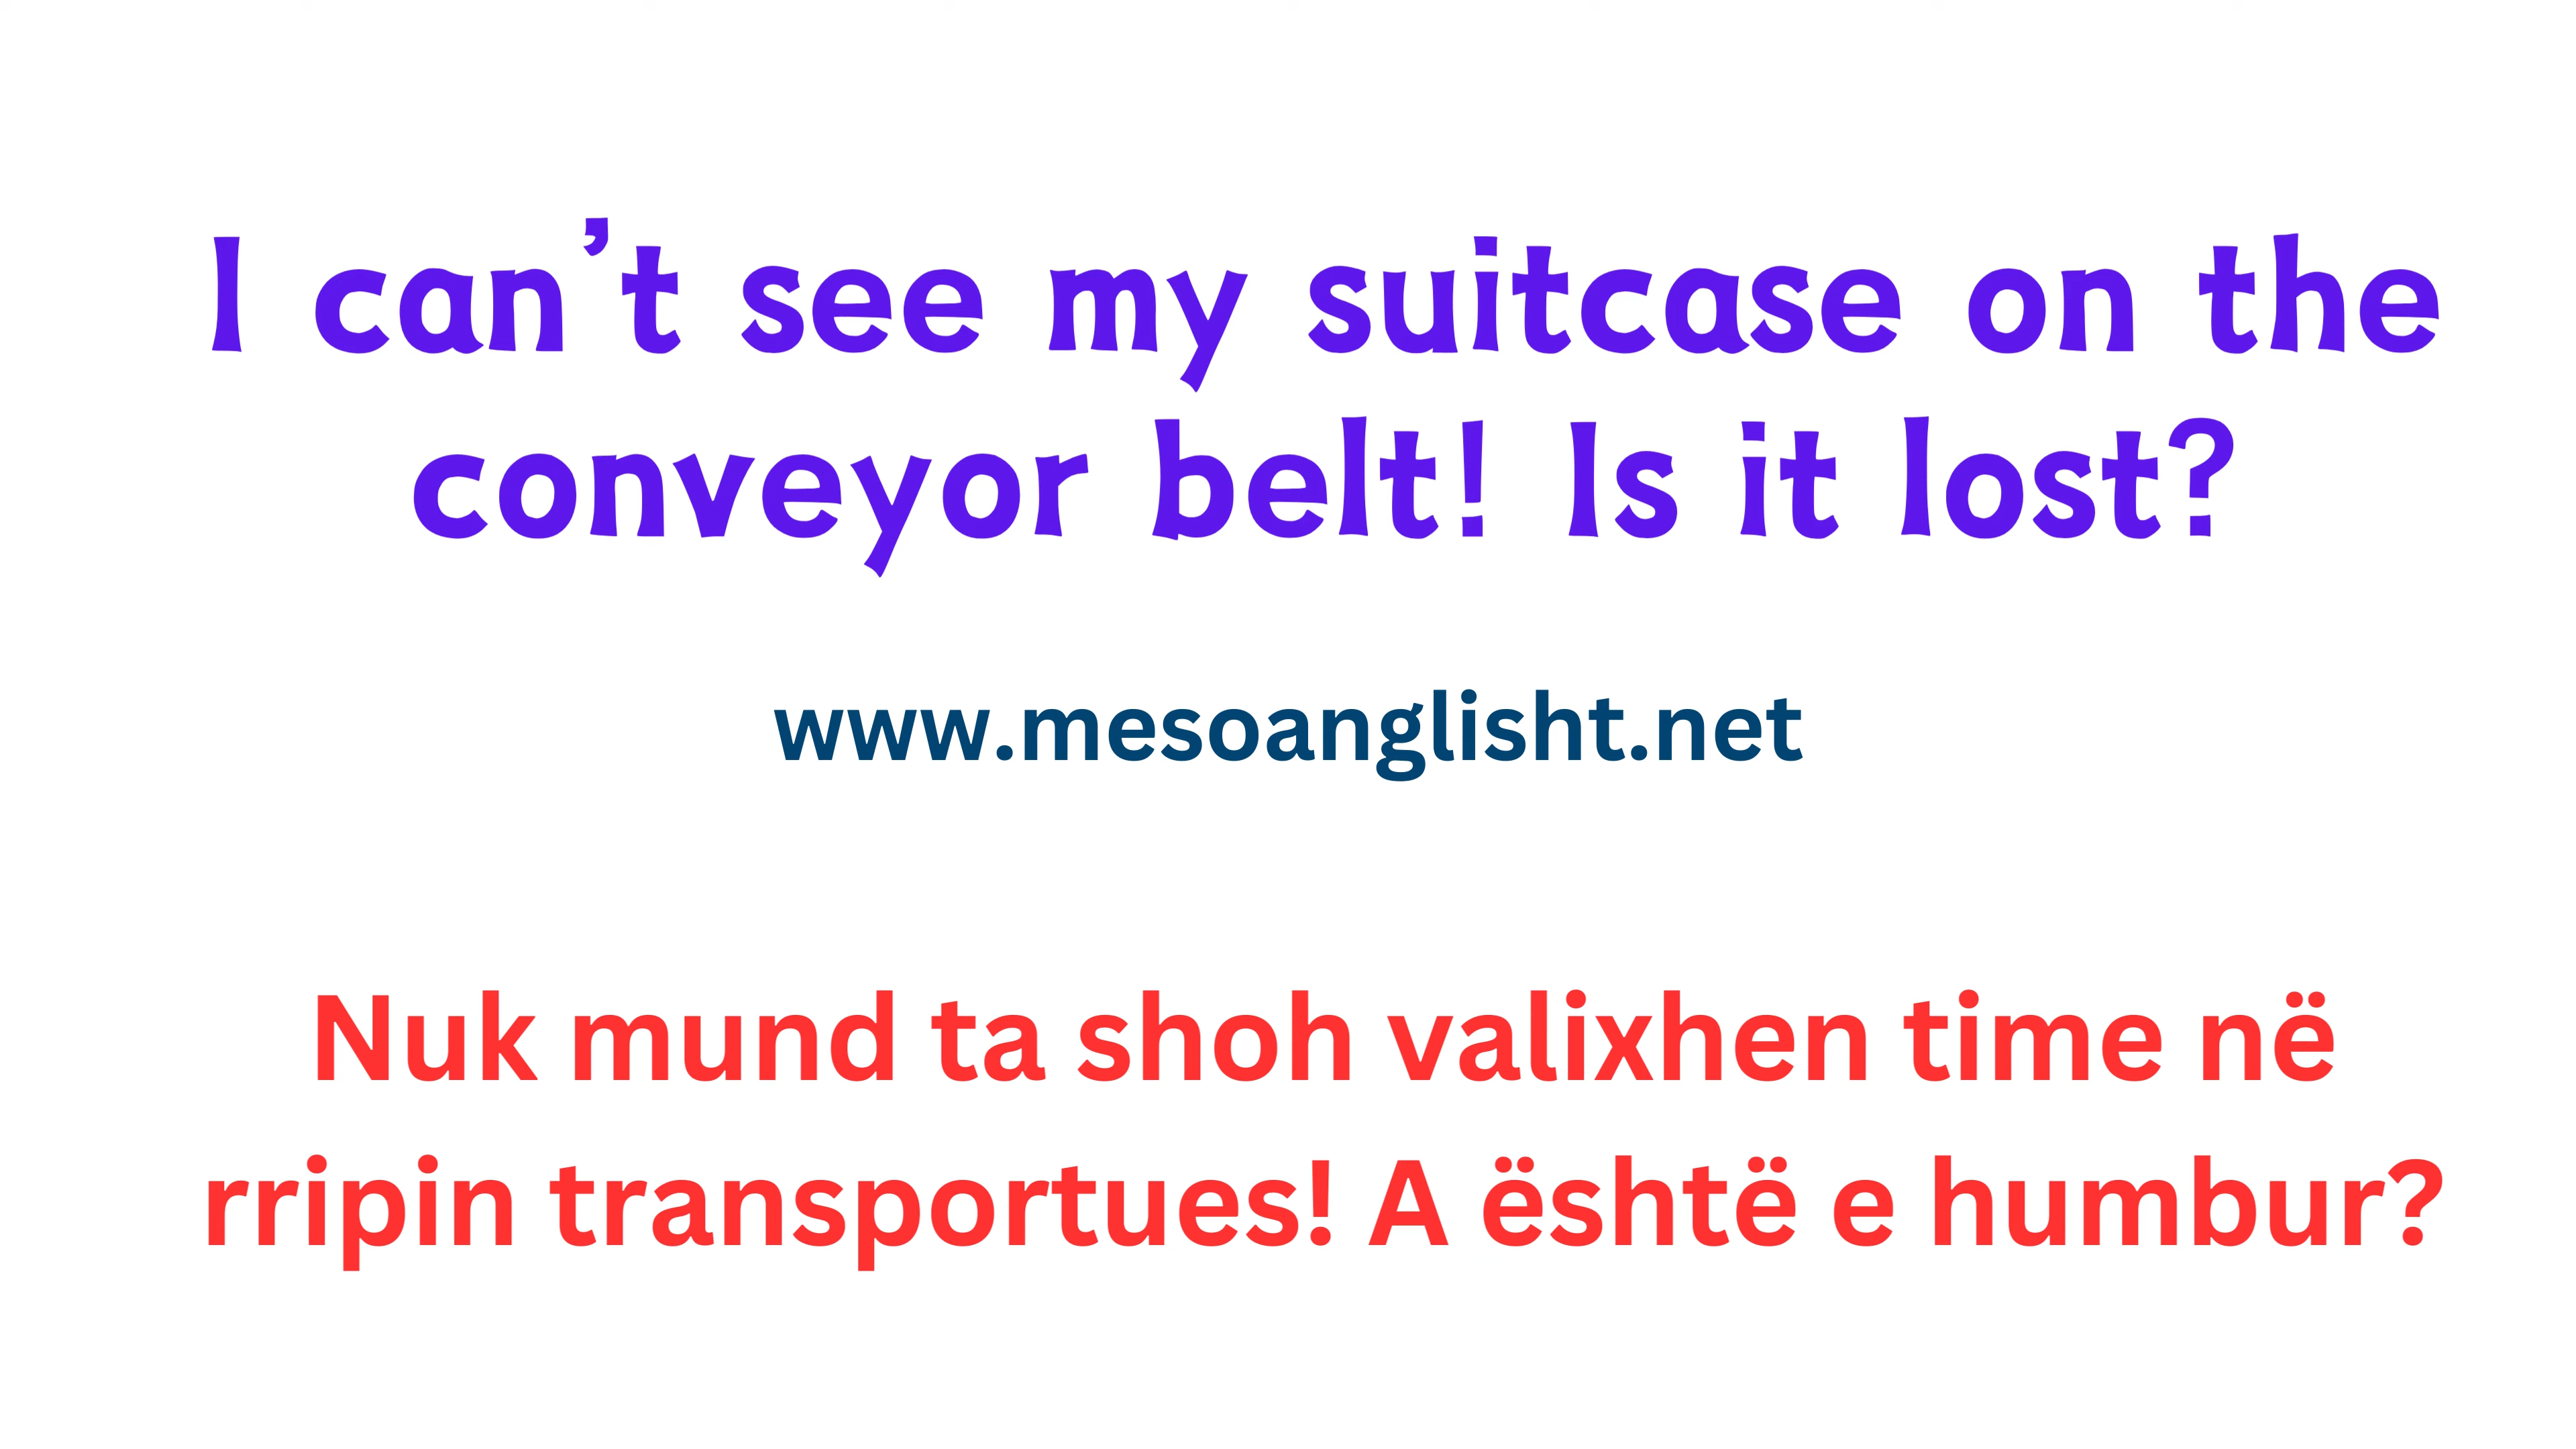 I can’t see my suitcase on the
conveyor belt! Is it lost?
www.mesoanglisht.net
Nuk mund ta shoh valixhen time në
rripin transportues! A është e humbur?